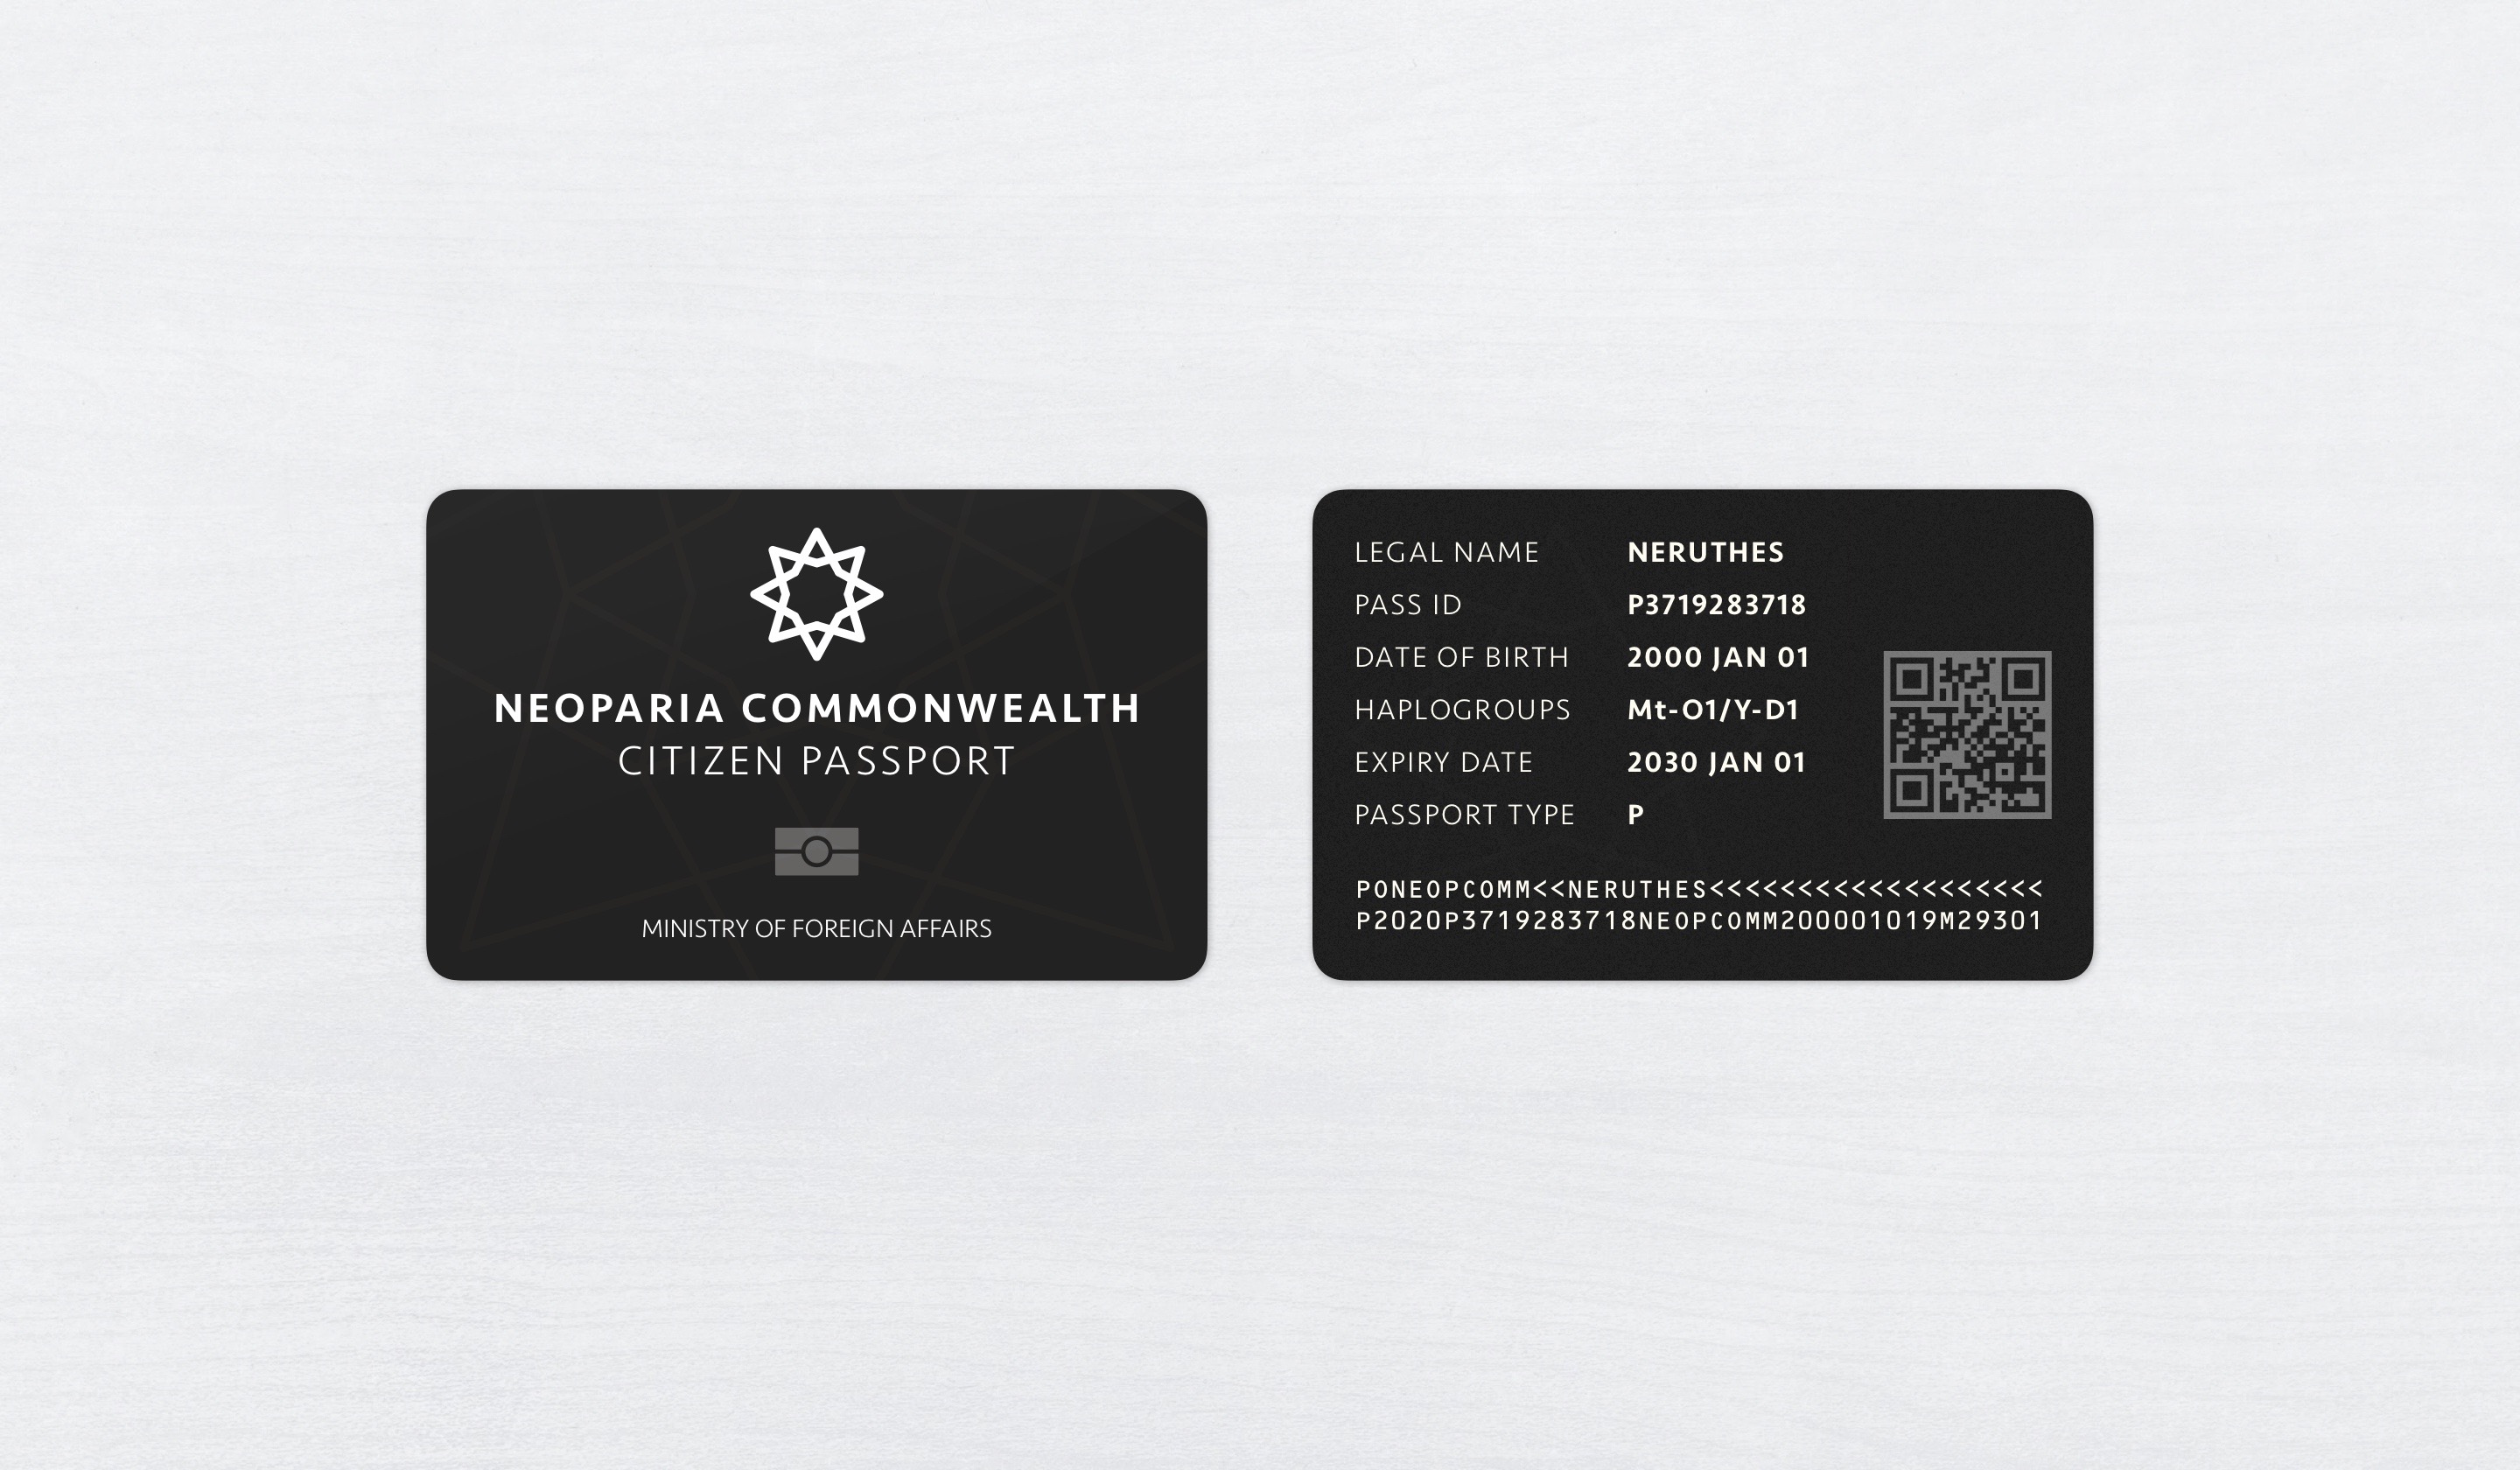 NEOPARIA COMMONWEALTH
CITIZEN PASSPORT
MINISTRY OF FOREIGN AFFAIRS
LEGAL NAME NERUTHES
PASS ID P3719283718
DATE OF BIRTH 2000 JAN 01
HAPLOGROUPS Mt-O1/Y-D1
EXPIRY DATE 2030 JAN 01
PASSPORT TYPE P
PONEOPCOMM<<NERUTHES<<<<<<<<<<<<<<<<<<<
P2020P3719283718NEOPCOMM200001019M29301